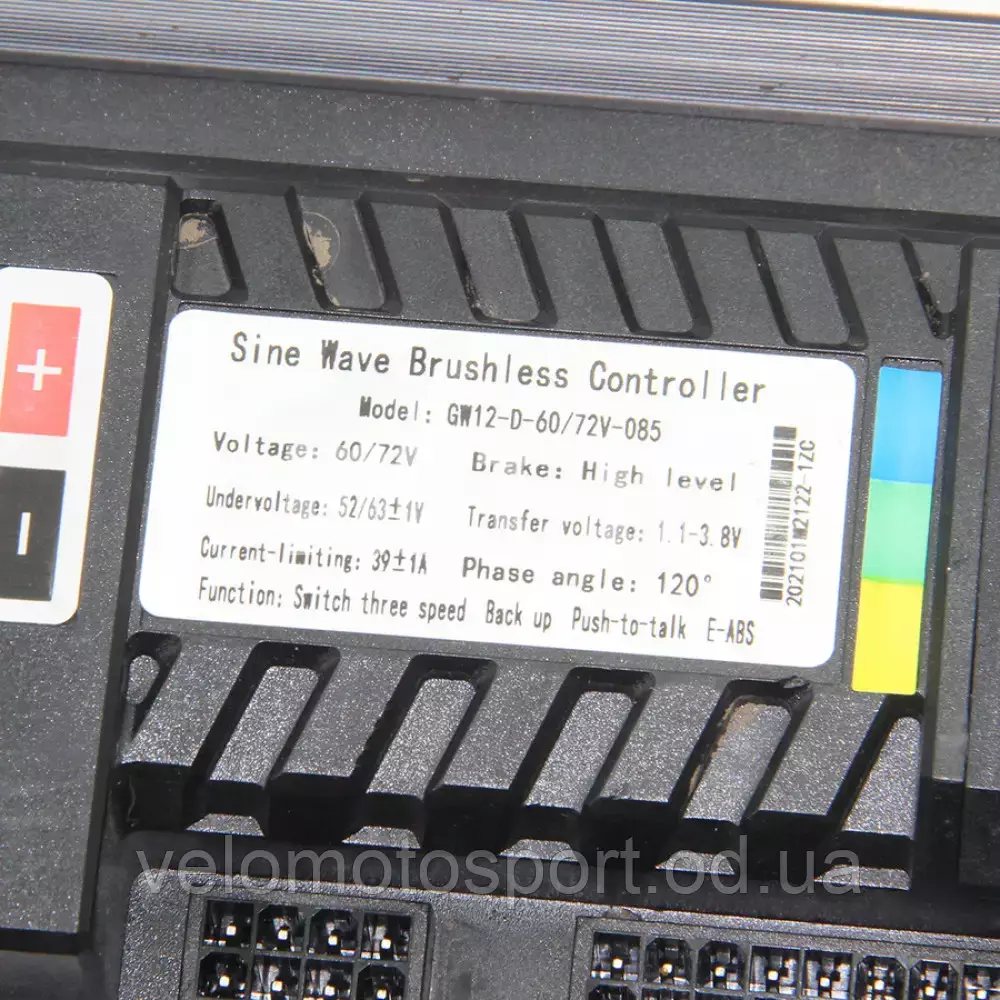 +
-
Sine Wave Brushless Controller
Model: GW12-D-60/72V-085
Voltage: 60/72V Brake: High level
Undervoltage: 52/63±1V Transfer voltage: 1.1-3.8V
Current-limiting: 39±1A Phase angle: 120°
Function: Switch three speed Back up Push-to-talk E-ABS
202101W2122-1ZC
velomotosport.od.ua